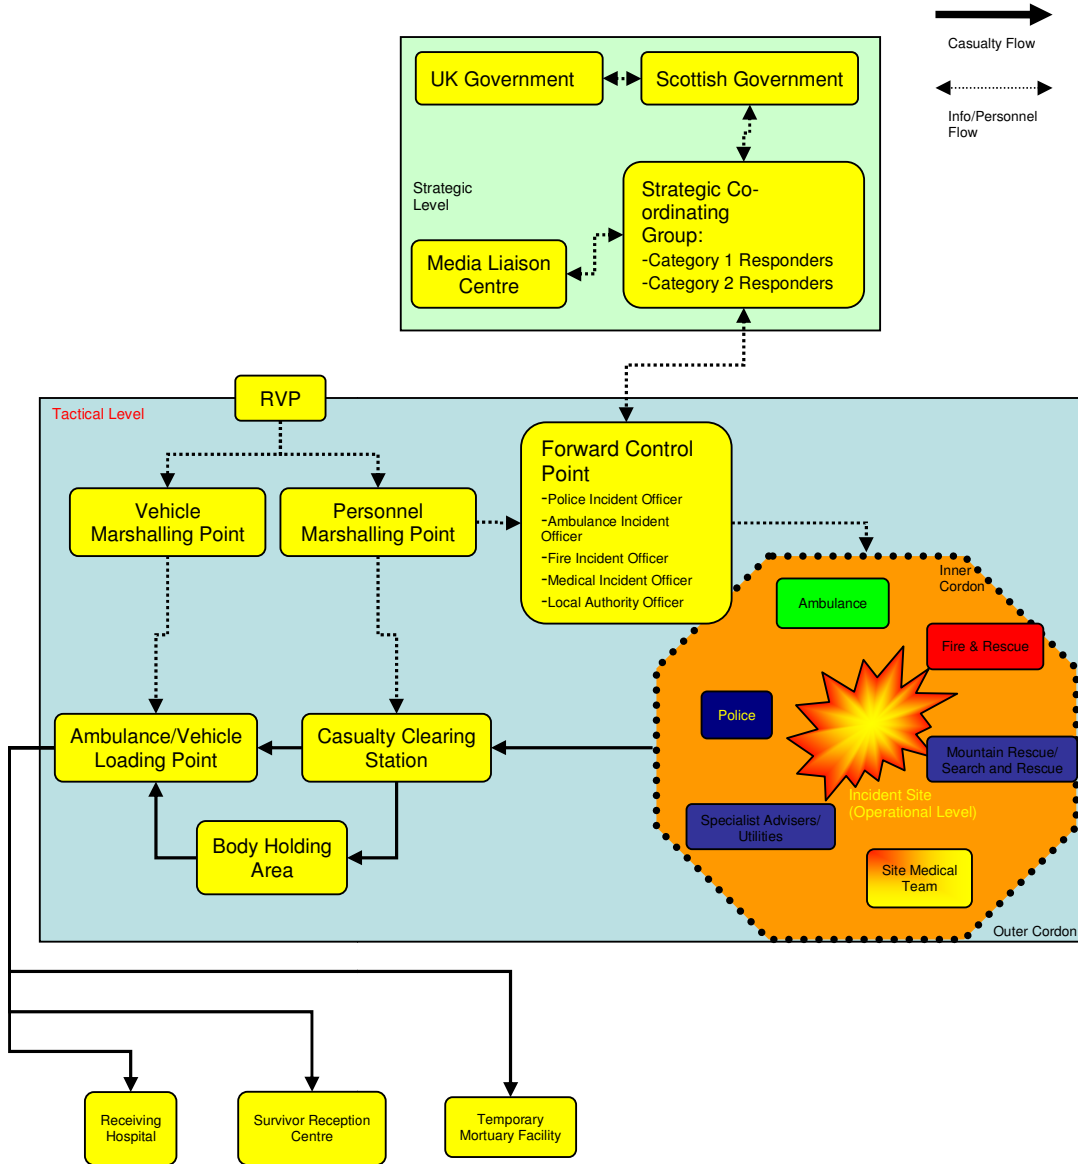 Casualty Flow
Info/Personnel
Flow
UK Government
Scottish Government
Strategic
Level
Strategic Co-
ordinating
Group:
-Category 1 Responders
-Category 2 Responders
Media Liaison
Centre
RVP
Tactical Level
Vehicle
Marshalling Point
Personnel
Marshalling Point
Forward Control
Point
-Police Incident Officer
-Ambulance Incident
Officer
-Fire Incident Officer
-Medical Incident Officer
-Local Authority Officer
Inner
Cordon
Ambulance
Fire & Rescue
Police
Mountain Rescue/
Search and Rescue
Incident Site
(Operational Level)
Specialist Advisers/
Utilities
Site Medical
Team
Outer Cordon
Ambulance/Vehicle
Loading Point
Casualty Clearing
Station
Body Holding
Area
Receiving
Hospital
Survivor Reception
Centre
Temporary
Mortuary Facility